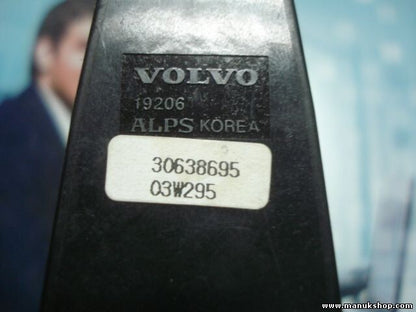 VOLVO
19206
ALPS KOREA
30638695
03W295
www.manukshop.com